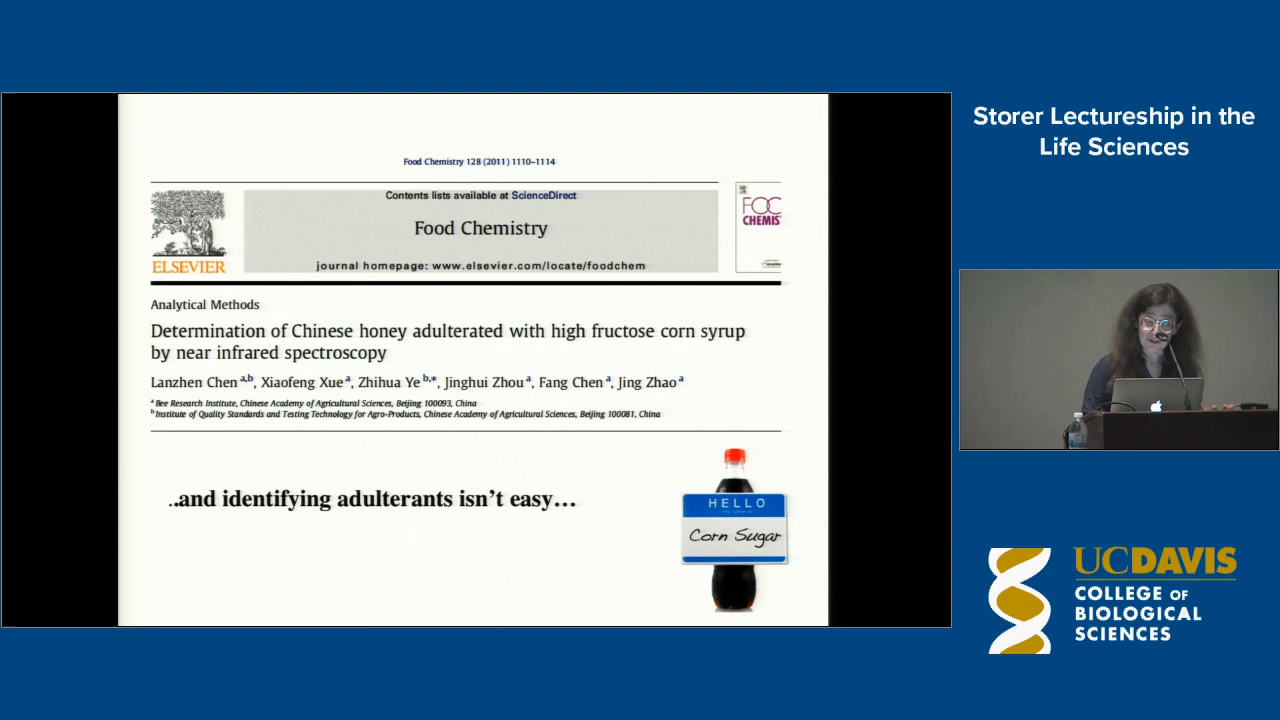 Storer Lectureship in the
Life Sciences
Food Chemistry 128 (2011) 1110–1114
Contents lists available at ScienceDirect
Food Chemistry
journal homepage: www.elsevier.com/locate/foodchem
ELSEVIER
FOO
CHEMIS
Analytical Methods
Determination of Chinese honey adulterated with high fructose corn syrup
by near infrared spectroscopy
Lanzhen Chen a,b, Xiaofeng Xue a, Zhihua Ye b,*, Jinghui Zhou a, Fang Chen a, Jing Zhao a
a Bee Research Institute, Chinese Academy of Agricultural Sciences, Beijing 100093, China
b Institute of Quality Standards and Testing Technology for Agro-Products, Chinese Academy of Agricultural Sciences, Beijing 100081, China
..and identifying adulterants isn't easy…
HELLO
my name is
Corn Sugar
UCDAVIS
COLLEGE OF
BIOLOGICAL
SCIENCES